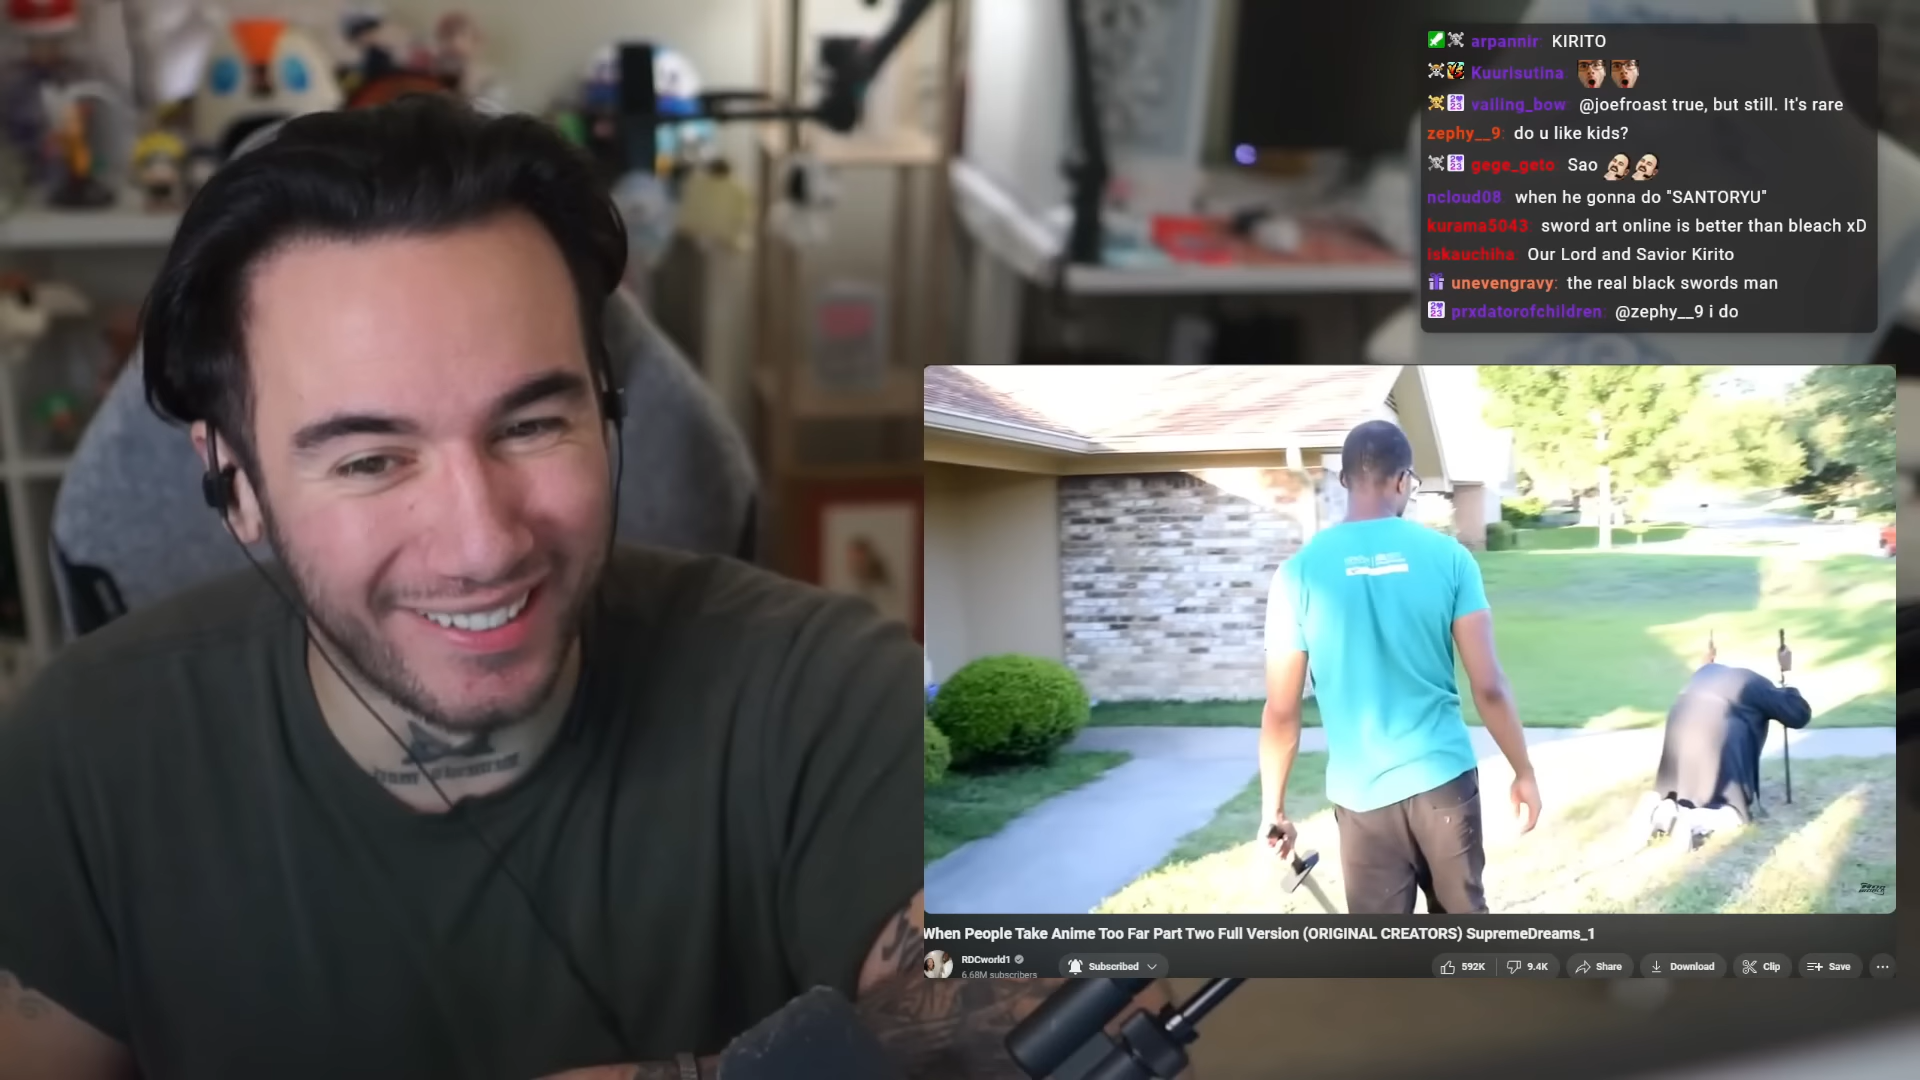 arpannir: KIRITO
Kuurisutina
vailing_bow @joefroast true, but still. It's rare
zephy__9: do u like kids?
gege_geto Sao
ncloud08: when he gonna do "SANTORYU"
kurama5043: sword art online is better than bleach xD
iskauchiha: Our Lord and Savior Kirito
unevengravy: the real black swords man
prxdatorofchildren: @zephy__9 i do
When People Take Anime Too Far Part Two Full Version (ORIGINAL CREATORS) SupremeDreams_1
RDCworld1
6.68M subscribers
Subscribed
592K
9.4K
Share
Download
Clip
Save